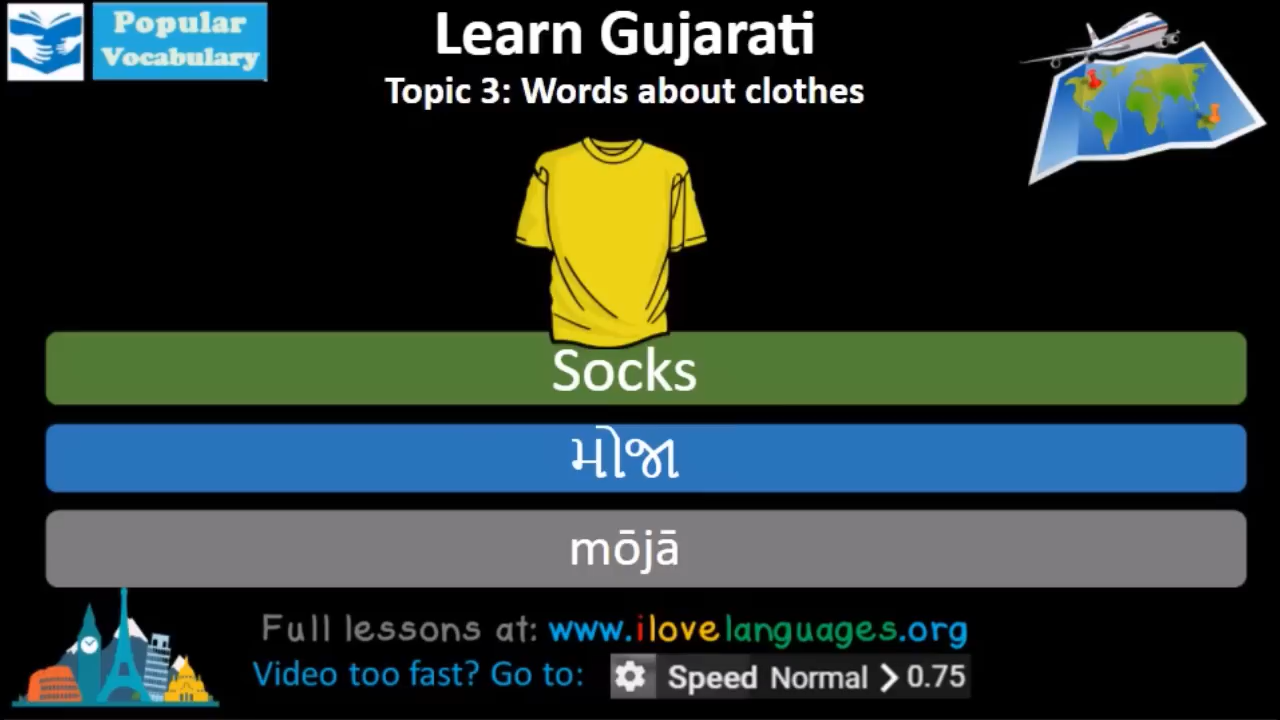 Popular
Vocabulary
Learn Gujarati
Topic 3: Words about clothes
Socks
મોજા
mōjā
Full lessons at: www.ilovelanguages.org
Video too fast? Go to: Speed Normal > 0.75